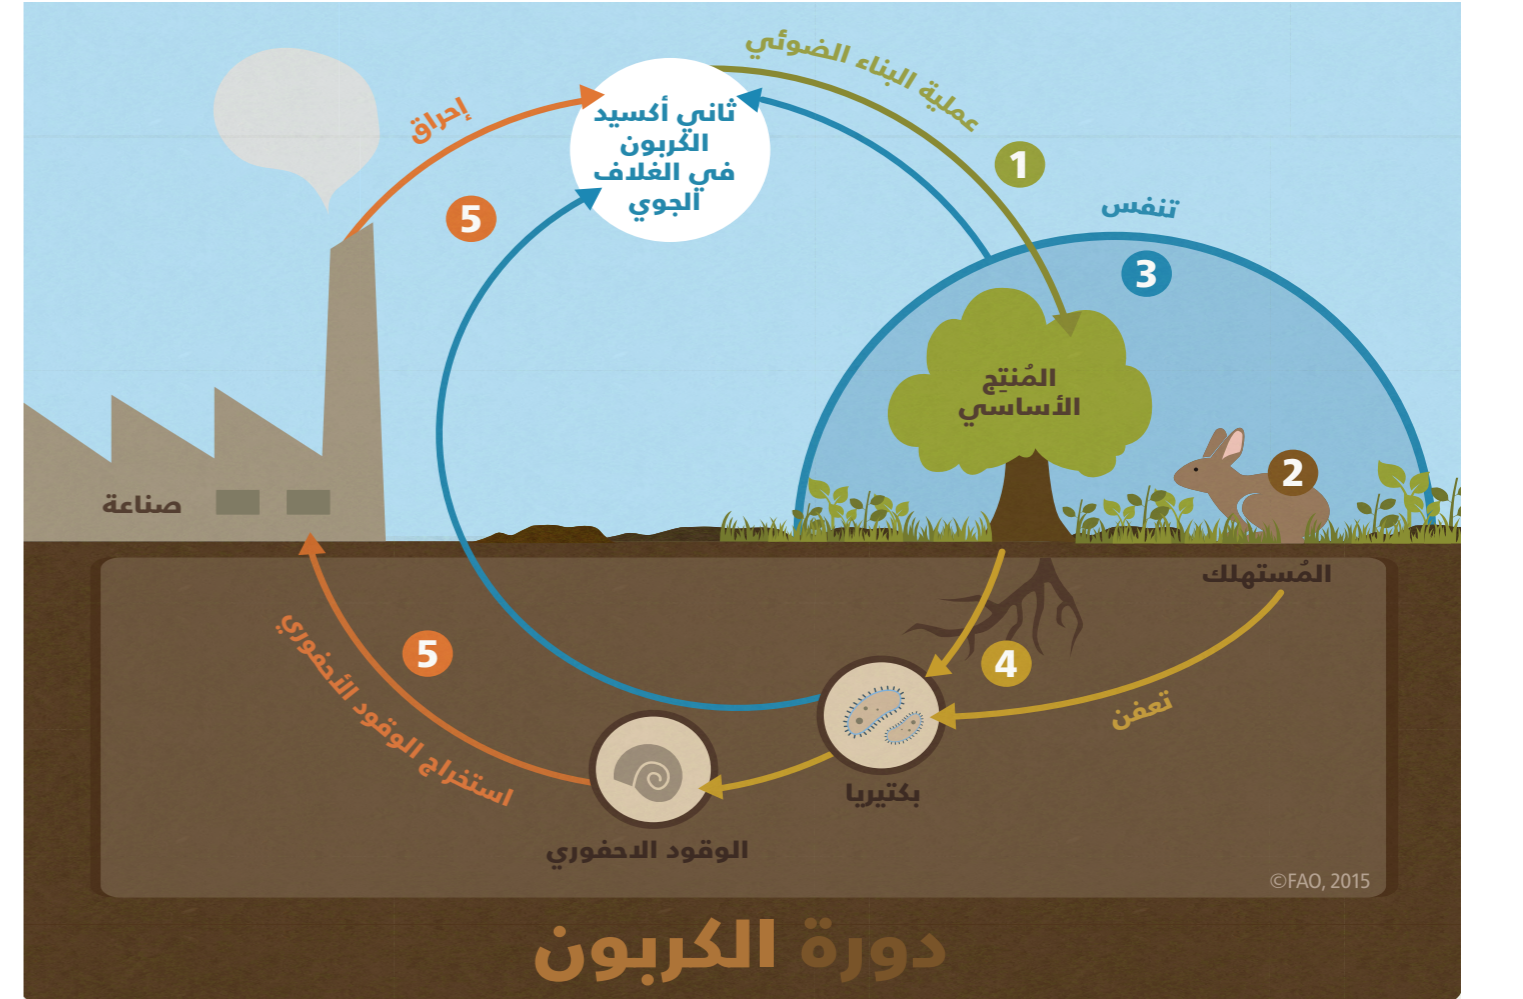 عملية البناء الضوئي
1
إحراق
5
ثاني أكسيد
الكربون
في الغلاف
الجوي
تنفس
3
المُنتِج
الأساسي
2
صناعة
المُستهلك
4
تعفن
5
استخراج الوقود الأحفوري
بكتيريا
الوقود الاحفوري
©FAO, 2015
دورة الكربون